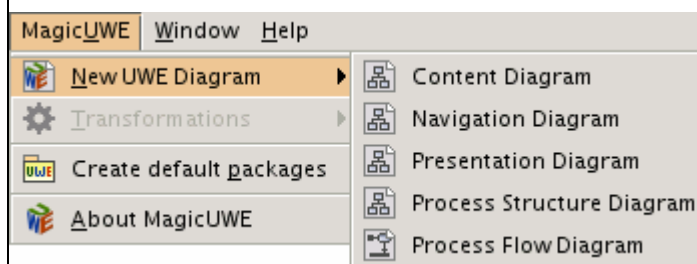 MagicUWE Window Help
New UWE Diagram
Transformations
Create default packages
About MagicUWE
Content Diagram
Navigation Diagram
Presentation Diagram
Process Structure Diagram
Process Flow Diagram